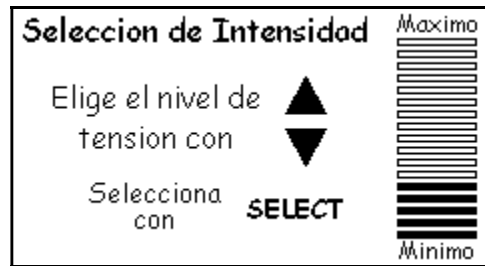 Seleccion de Intensidad
Maximo
Elige el nivel de
tension con
Selecciona
con
SELECT
Minimo